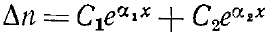 Δn = C₁e^{α₁x} + C₂e^{α₂x}